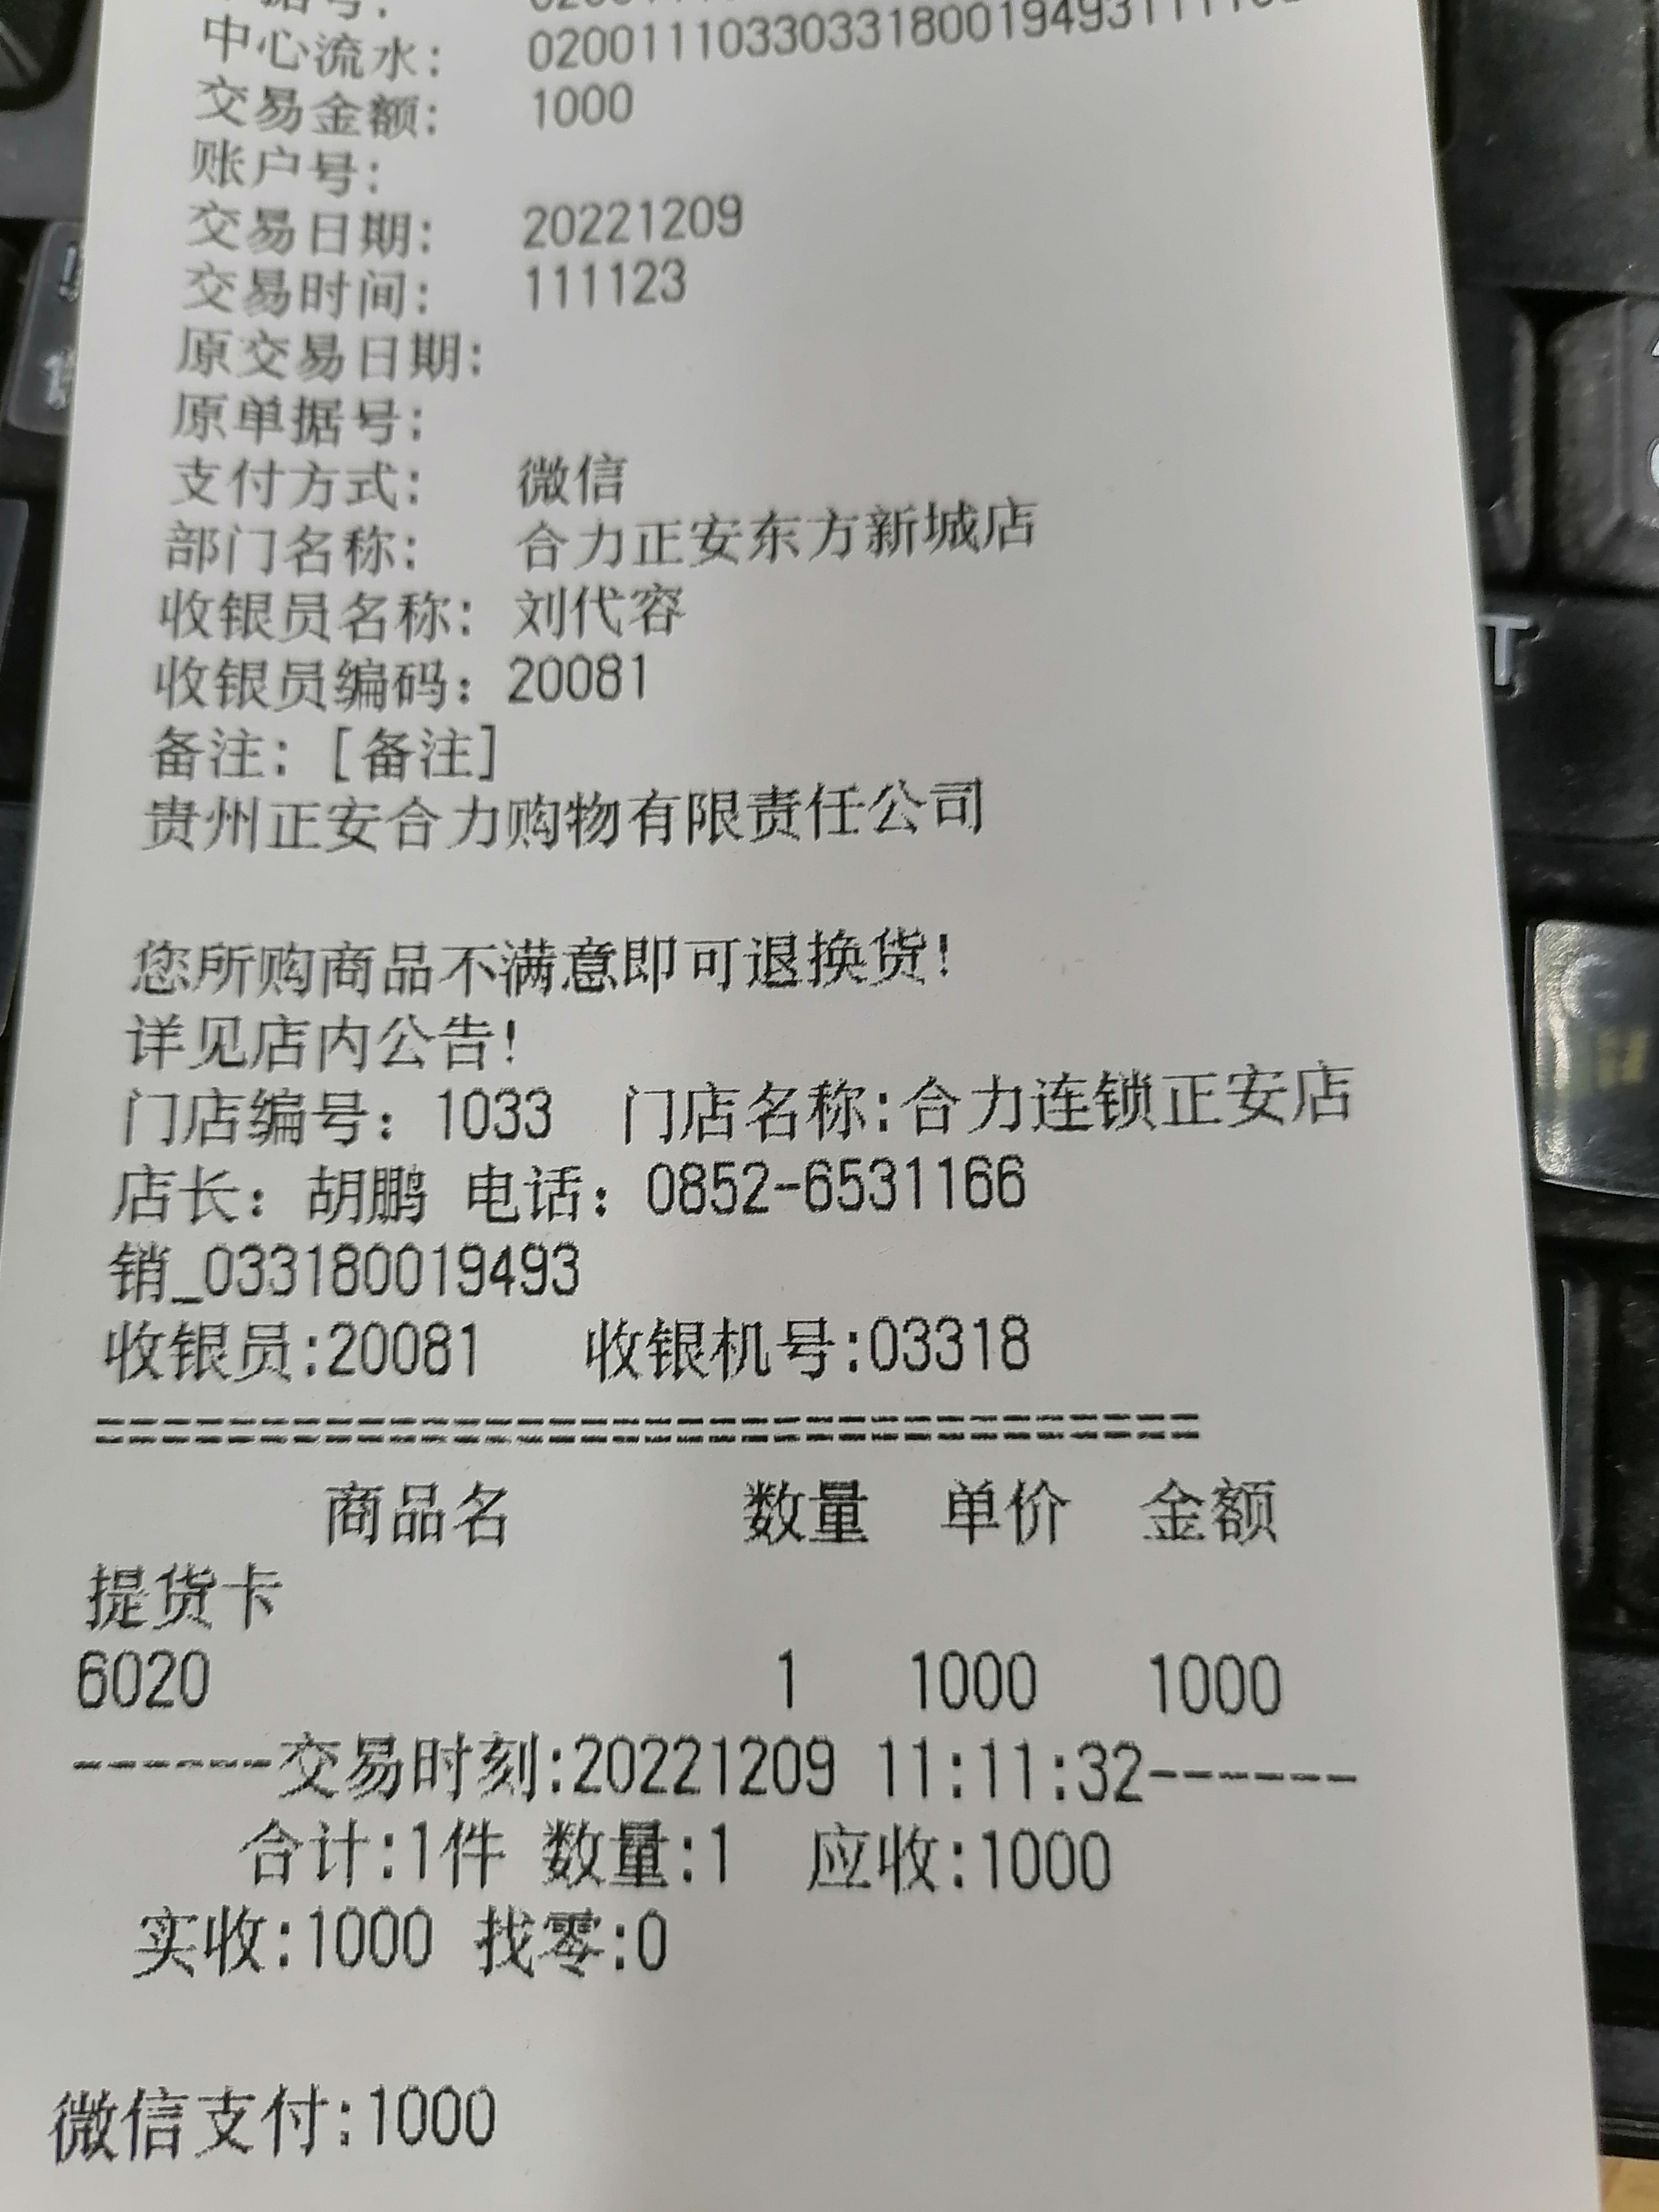 中心流水:
交易金额: 1000
账户号:
交易日期: 20221209
交易时间: 111123
原交易日期:
原单据号:
支付方式: 微信
部门名称: 合力正安东方新城店
收银员名称: 刘代容
收银员编码: 20081
备注: [备注]
贵州正安合力购物有限责任公司
您所购商品不满意即可退换货!
详见店内公告!
门店编号: 1033 门店名称:合力连锁正安店
店长: 胡鹏 电话: 0852-6531166
销_033180019493
收银员:20081 收银机号:03318
==================================
商品名 数量 单价 金额
提货卡
6020 1 1000 1000
------交易时刻:20221209 11:11:32------
合计:1件 数量:1 应收:1000
实收:1000 找零:0
微信支付:1000
T